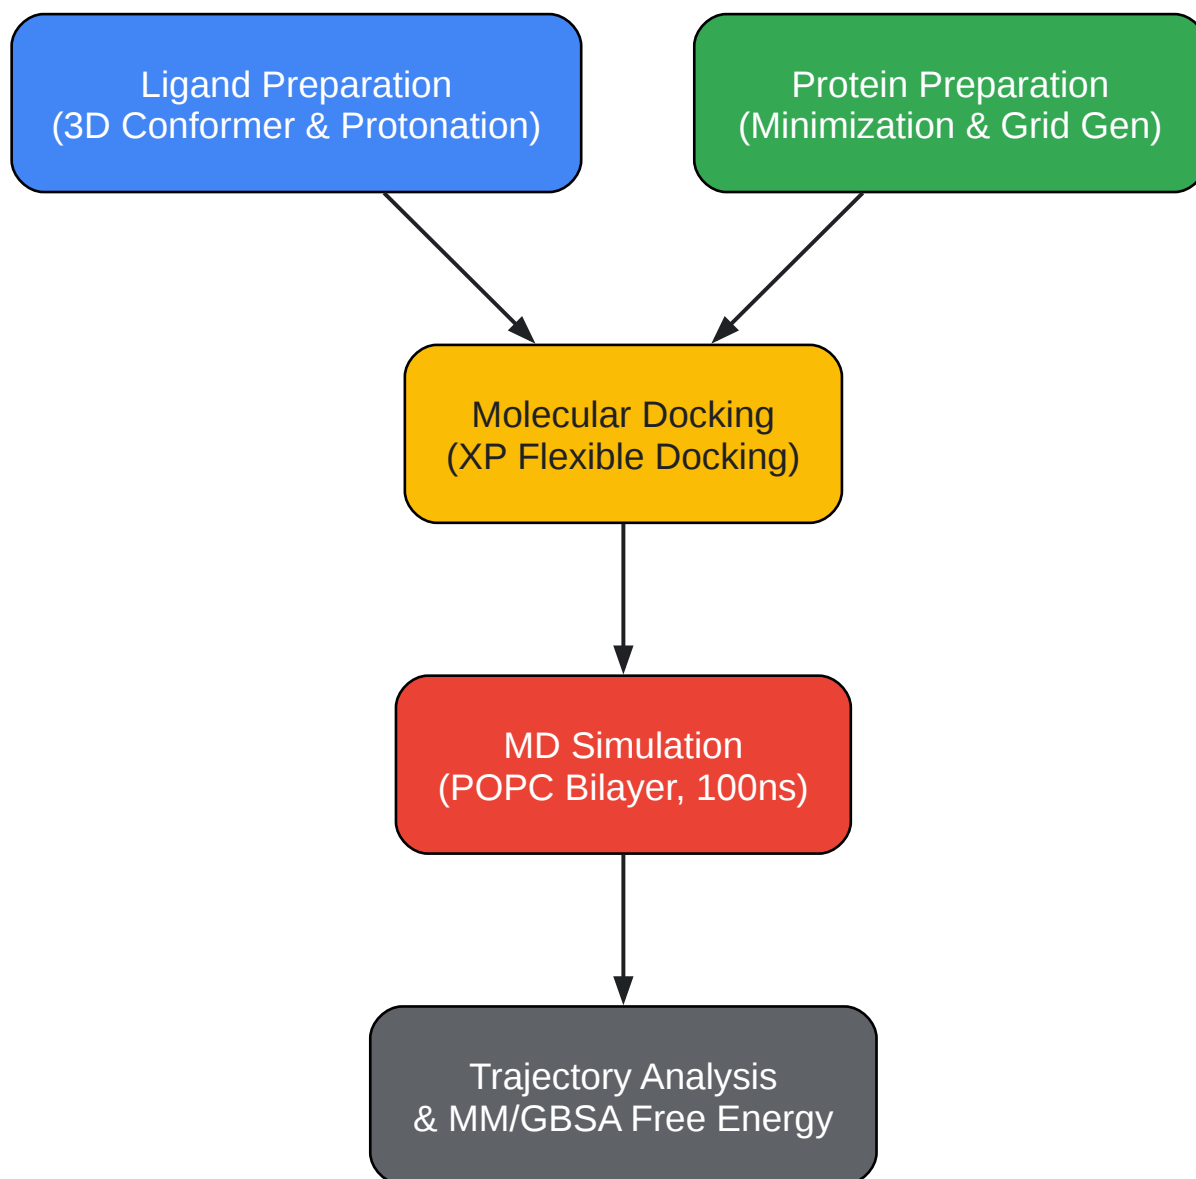 Ligand Preparation
(3D Conformer & Protonation)
Protein Preparation
(Minimization & Grid Gen)
Molecular Docking
(XP Flexible Docking)
MD Simulation
(POPC Bilayer, 100ns)
Trajectory Analysis
& MM/GBSA Free Energy